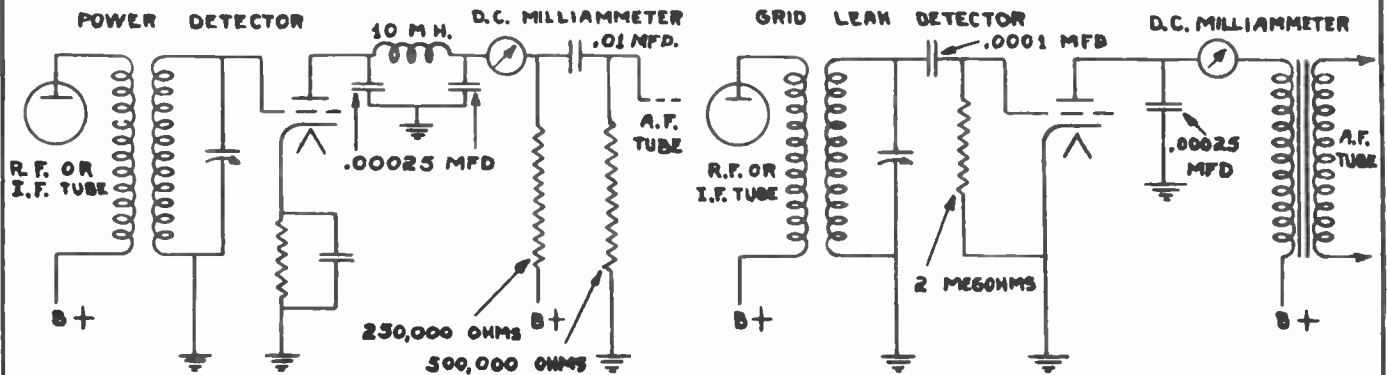 POWER DETECTOR
D.C. MILLIAMMETER
10 M H.
.01 MFD.
R.F. OR
I.F. TUBE
.00025 MFD
A.F.
TUBE
B+
250,000 OHMS
B+
500,000 OHMS
GRID LEAK DETECTOR
D.C. MILLIAMMETER
.0001 MFD
R.F. OR
I.F. TUBE
.00025
MFD
A.F.
TUBE
2 MEGOHMS
B+
B+